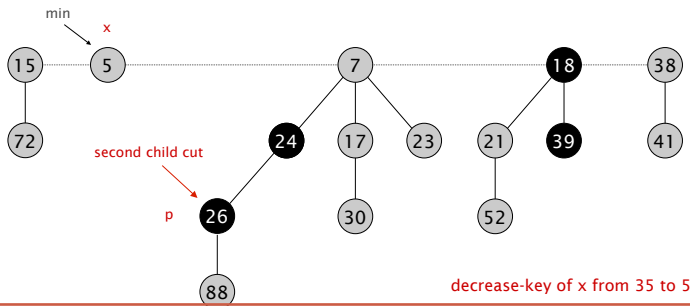 min
x
15 5 7 18 38
72 24 17 23 21 39 41
second child cut
p 26 30 52
88
decrease-key of x from 35 to 5